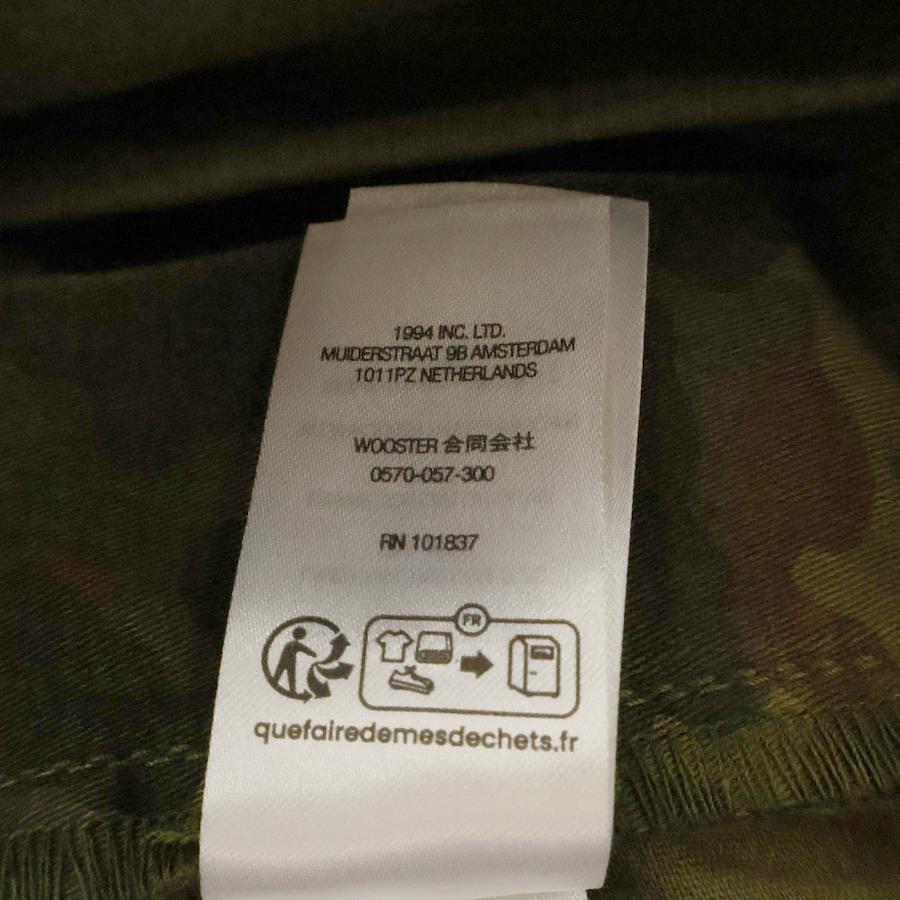 1994 INC. LTD.
MUIDERSTRAAT 9B AMSTERDAM
1011PZ NETHERLANDS
WOOSTER 合同会社
0570-057-300
RN 101837
FR
quefairedemesdechets.fr